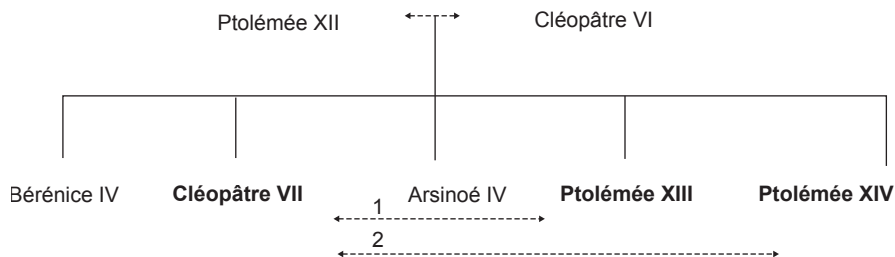 Ptolémée XII Cléopâtre VI
Bérénice IV Cléopâtre VII Arsinoé IV Ptolémée XIII Ptolémée XIV
1
2